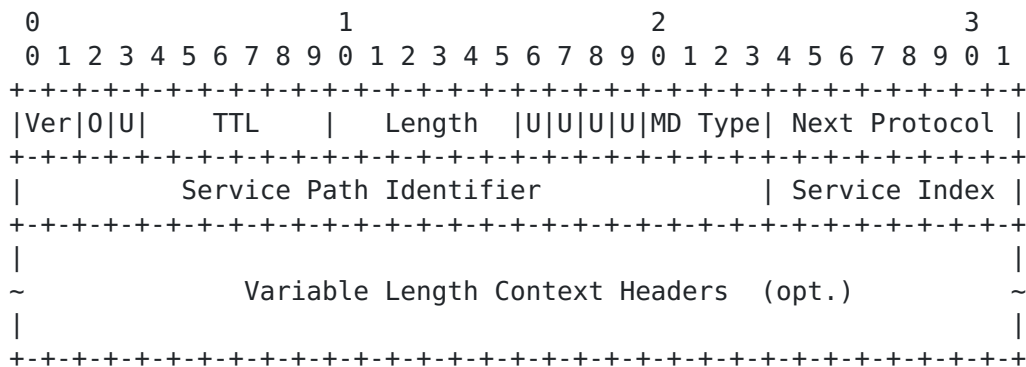 0                   1                   2                   3
 0 1 2 3 4 5 6 7 8 9 0 1 2 3 4 5 6 7 8 9 0 1 2 3 4 5 6 7 8 9 0 1
+-+-+-+-+-+-+-+-+-+-+-+-+-+-+-+-+-+-+-+-+-+-+-+-+-+-+-+-+-+-+-+-+
|Ver|O|U|    TTL    |   Length  |U|U|U|U|MD Type| Next Protocol |
+-+-+-+-+-+-+-+-+-+-+-+-+-+-+-+-+-+-+-+-+-+-+-+-+-+-+-+-+-+-+-+-+
|          Service Path Identifier              | Service Index |
+-+-+-+-+-+-+-+-+-+-+-+-+-+-+-+-+-+-+-+-+-+-+-+-+-+-+-+-+-+-+-+-+
|                                                               |
~              Variable Length Context Headers  (opt.)          ~
|                                                               |
+-+-+-+-+-+-+-+-+-+-+-+-+-+-+-+-+-+-+-+-+-+-+-+-+-+-+-+-+-+-+-+-+